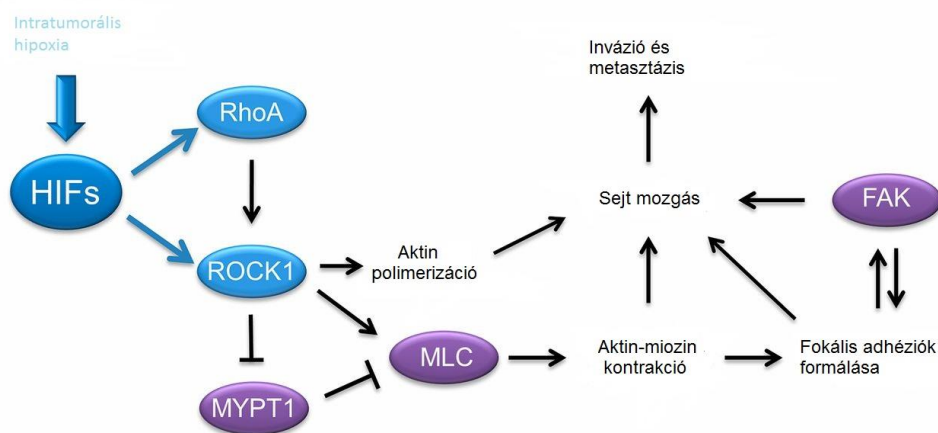 Intratumorális
hipoxia
Invázió és
metasztázis
RhoA
HIFs
Sejt mozgás
FAK
ROCK1
Aktin
polimerizáció
MLC
Aktin-miozin
kontrakció
Fokális adhéziók
formálása
MYPT1